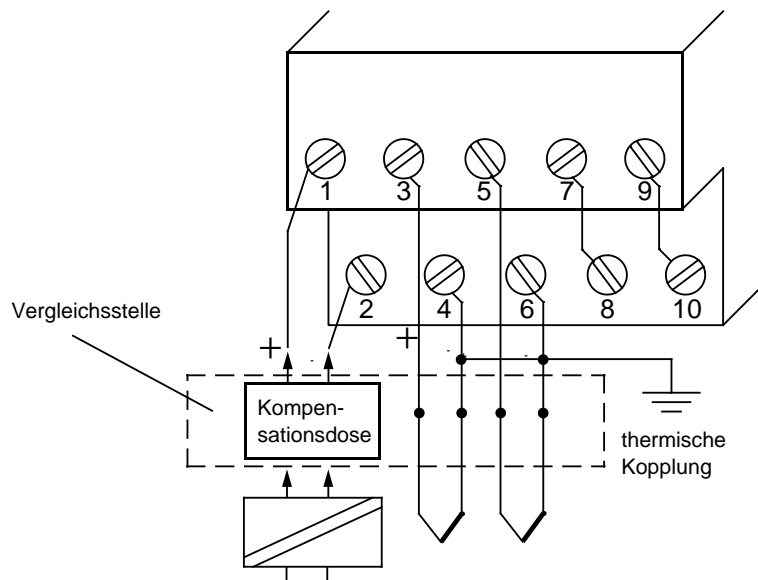 1 3 5 7 9
2 4 6 8 10
Vergleichsstelle
+ - + -
Kompen-
sationsdose
thermische
Kopplung